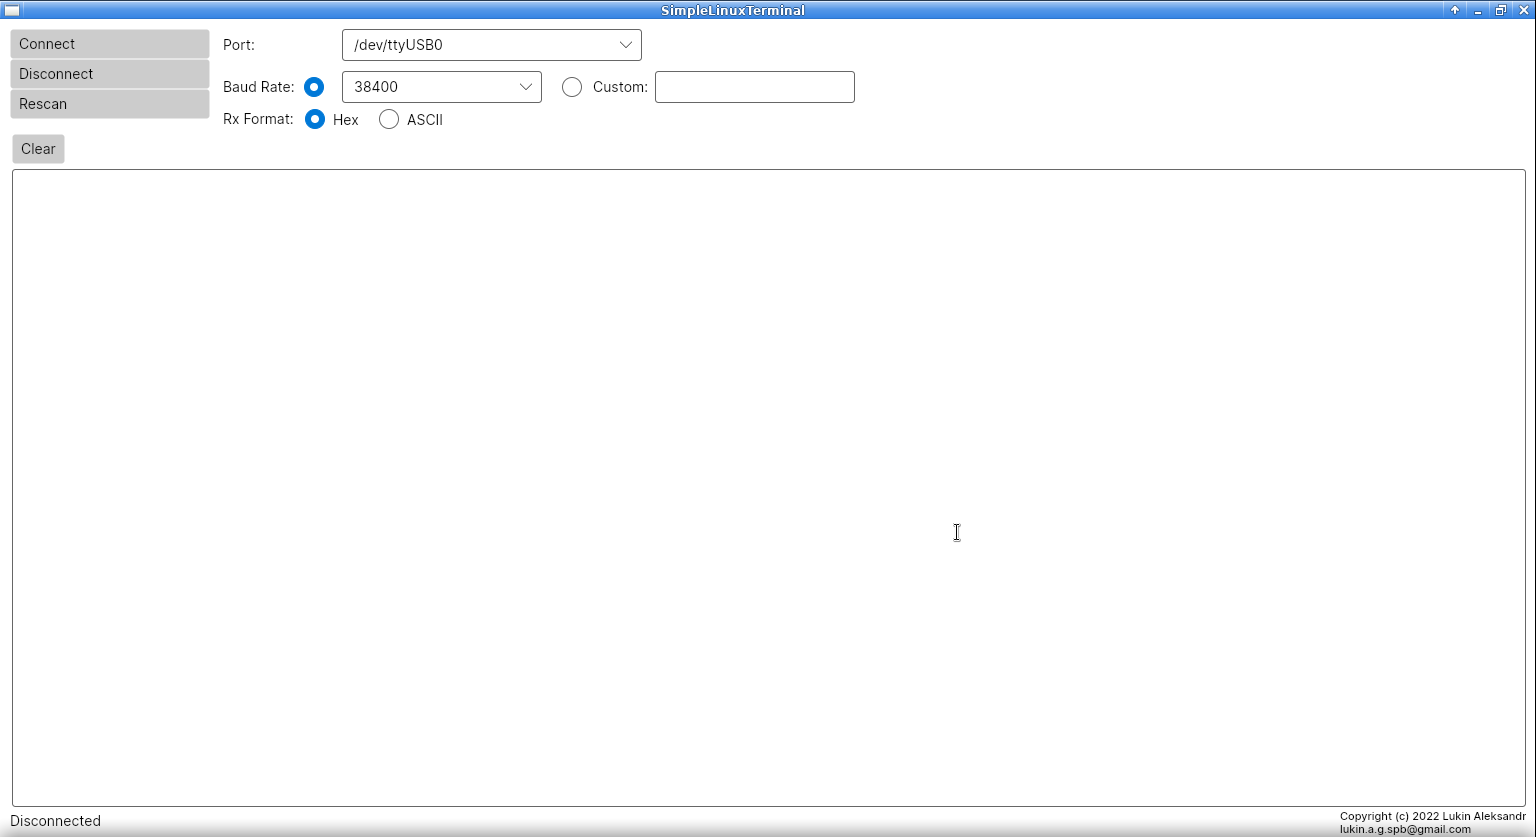 SimpleLinuxTerminal
Connect
Port:
/dev/ttyUSB0
Disconnect
Baud Rate:
38400
Custom:
Rescan
Rx Format:
Hex
ASCII
Clear
Disconnected
Copyright (c) 2022 Lukin Aleksandr
lukin.a.g.spb@gmail.com